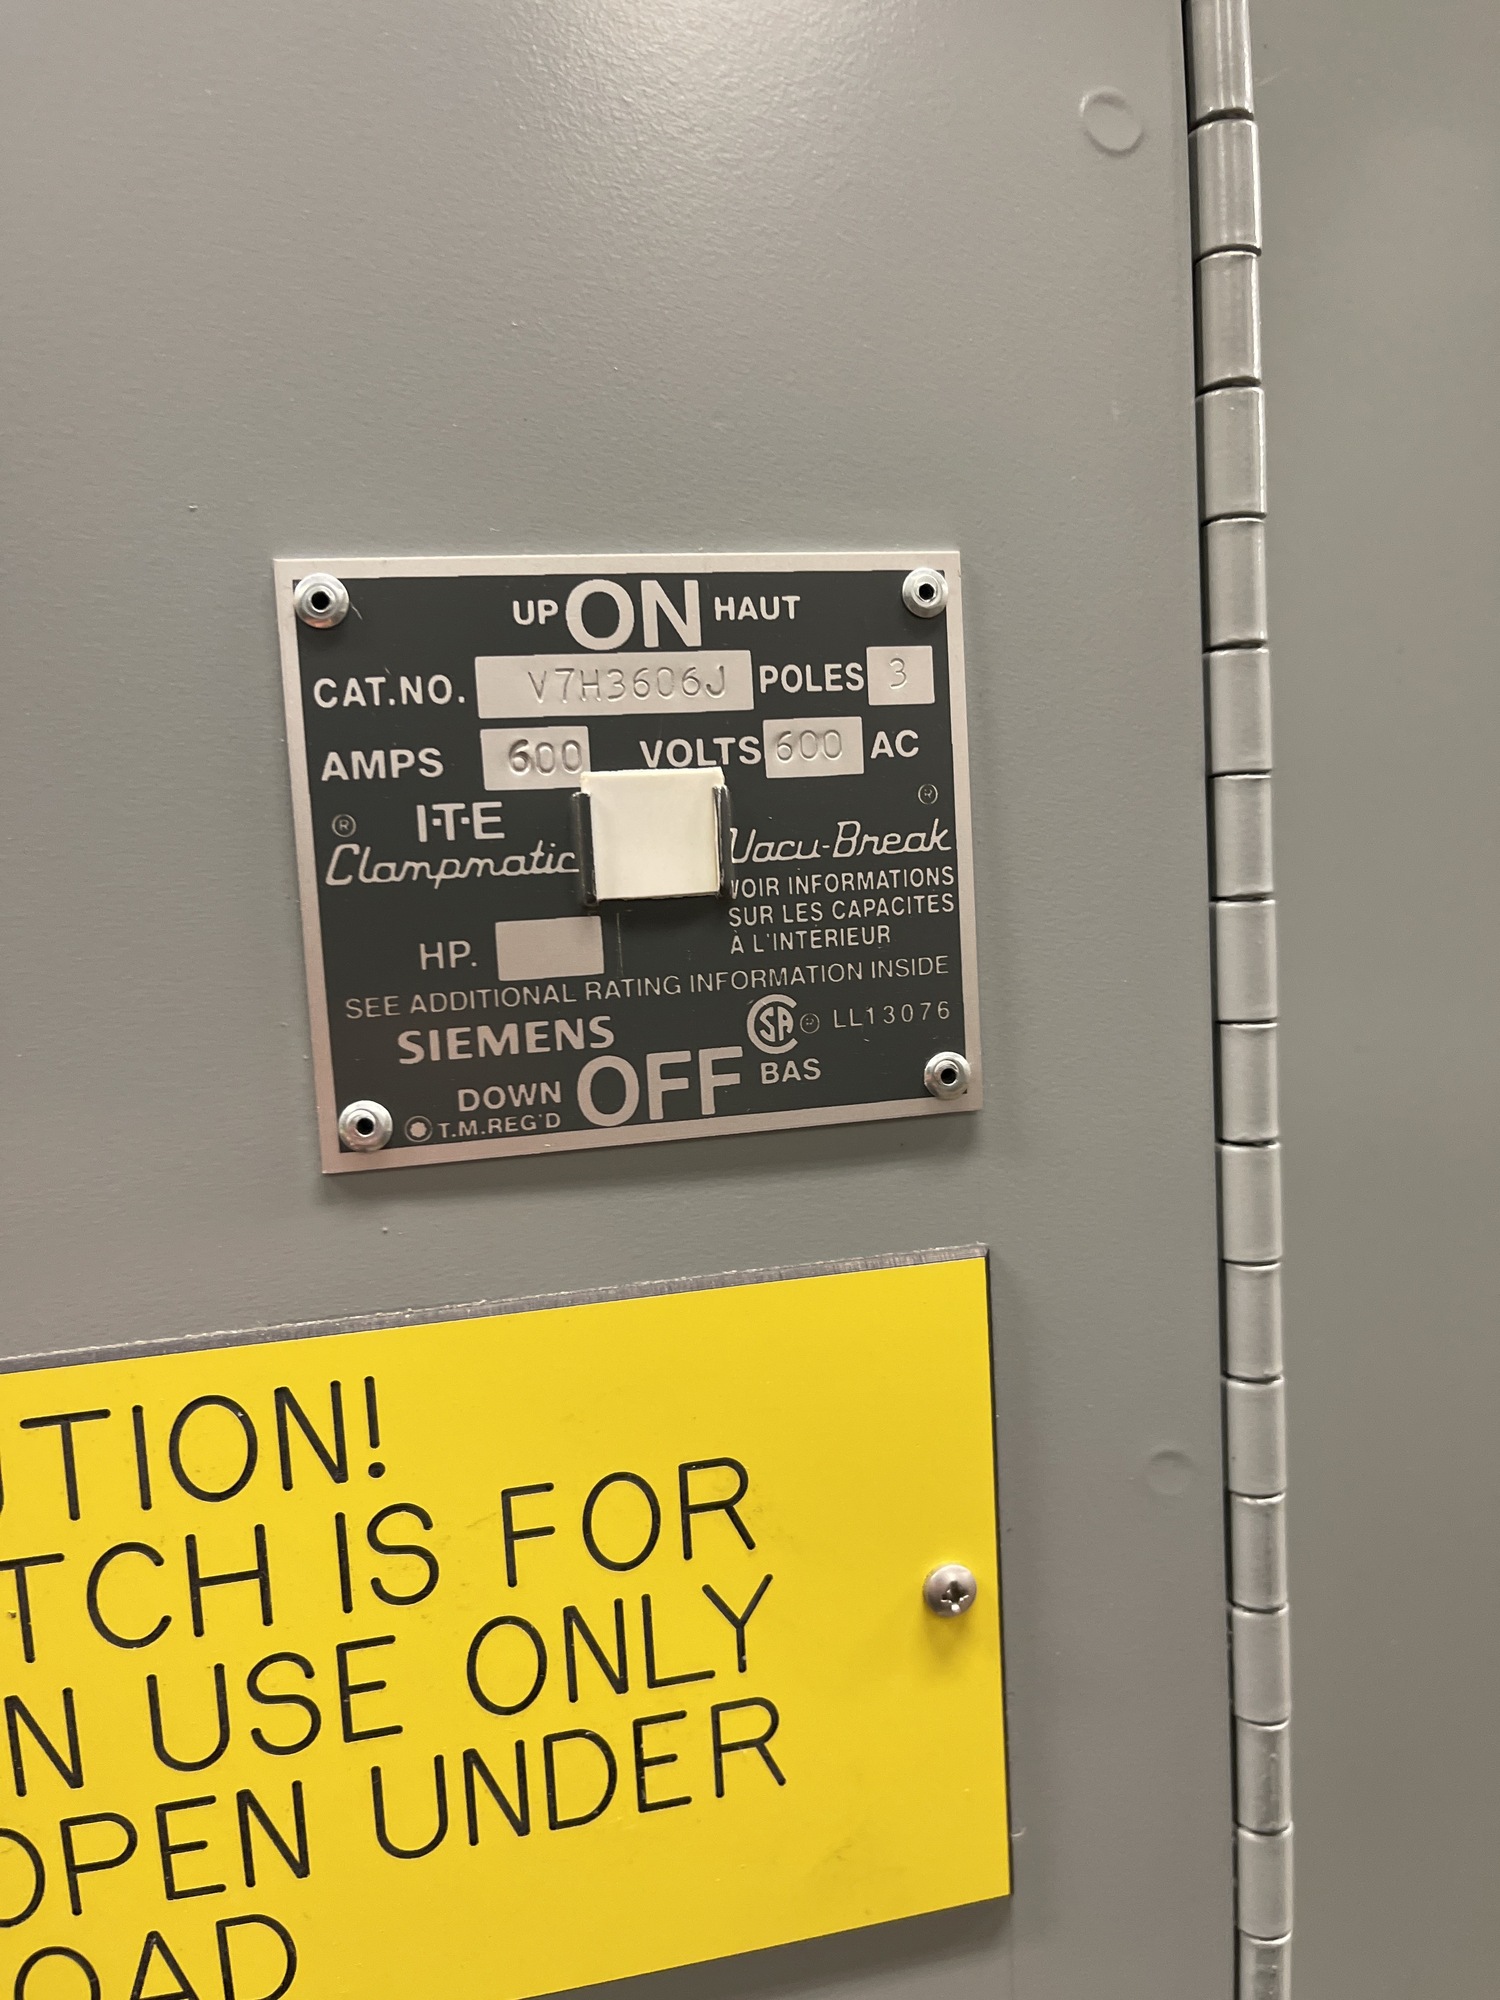 UP ON HAUT
CAT.NO. V7H3606J POLES 3
AMPS 600 VOLTS 600 AC
® I-T-E ®
Clampmatic Vacu-Break
VOIR INFORMATIONS
SUR LES CAPACITES
À L'INTÉRIEUR
HP.
SEE ADDITIONAL RATING INFORMATION INSIDE
SIEMENS SA ® LL13076
DOWN OFF BAS
T.M.REG'D
UTION!
TCH IS FOR
N USE ONLY
OPEN UNDER
OAD